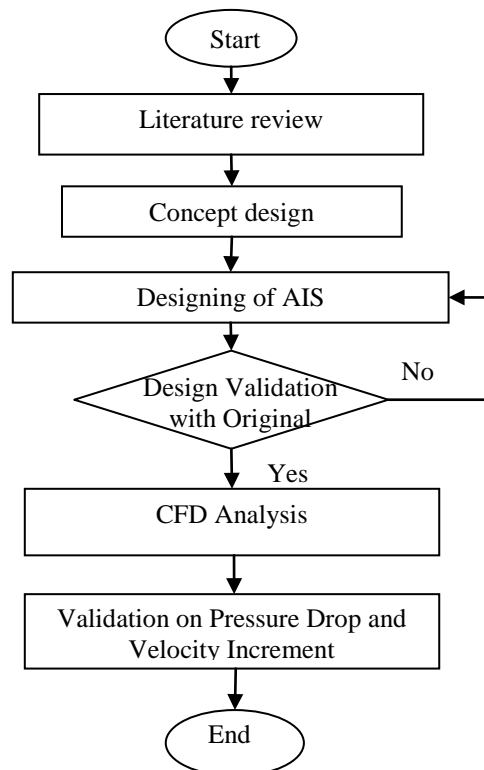 Start
Literature review
Concept design
Designing of AIS
Design Validation
with Original
No
Yes
CFD Analysis
Validation on Pressure Drop and
Velocity Increment
End